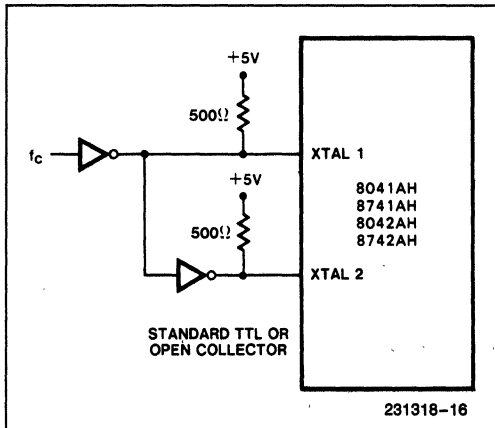 +5V
500Ω
fC
XTAL 1
+5V
8041AH
8741AH
8042AH
8742AH
500Ω
XTAL 2
STANDARD TTL OR
OPEN COLLECTOR
231318-16